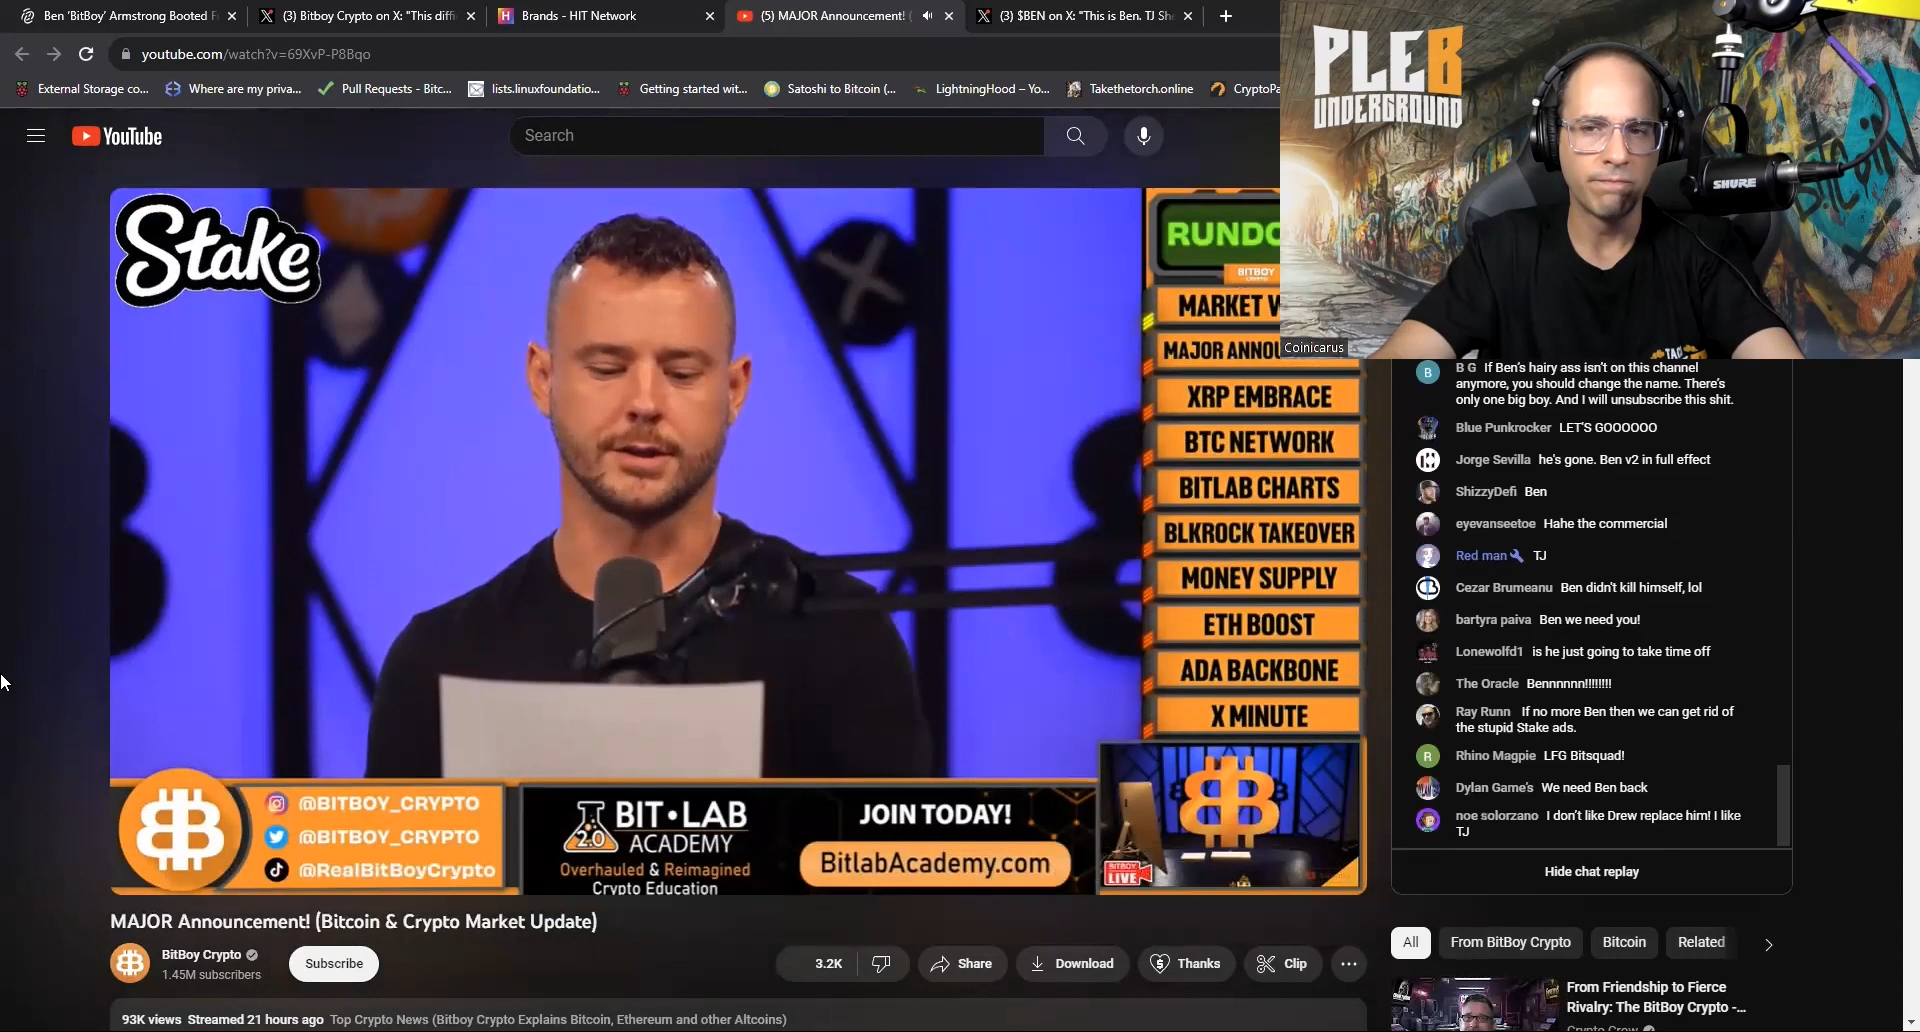 Ben 'BitBoy' Armstrong Booted F
(3) Bitboy Crypto on X: "This diffi
Brands - HIT Network
(5) MAJOR Announcement! (
(3) $BEN on X: "This is Ben. TJ She
youtube.com/watch?v=69XvP-P8Bqo
External Storage co...
Where are my priva...
Pull Requests - Bitc...
lists.linuxfoundatio...
Getting started wit...
Satoshi to Bitcoin (...
LightningHood – Yo...
Takethetorch.online
CryptoPa
YouTube
Search
PLEB
UNDERGROUND
SHURE
BITCOIN
Coinicarus
Stake
RUNDO
BITBOY
MARKET W
MAJOR ANNOU
XRP EMBRACE
BTC NETWORK
BITLAB CHARTS
BLKROCK TAKEOVER
MONEY SUPPLY
ETH BOOST
ADA BACKBONE
X MINUTE
BITBOY
LIVE
@BITBOY_CRYPTO
@BITBOY_CRYPTO
@RealBitBoyCrypto
2.0
BIT•LAB
ACADEMY
Overhauled & Reimagined
Crypto Education
JOIN TODAY!
BitlabAcademy.com
B G If Ben's hairy ass isn't on this channel
anymore, you should change the name. There's
only one big boy. And I will unsubscribe this shit.
Blue Punkrocker LET'S GOOOOOO
Jorge Sevilla he's gone. Ben v2 in full effect
ShizzyDefi Ben
eyevanseetoe Hahe the commercial
Red man TJ
Cezar Brumeanu Ben didn't kill himself, lol
bartyra paiva Ben we need you!
Lonewolfd1 is he just going to take time off
The Oracle Bennnnnn!!!!!!!!
Ray Runn If no more Ben then we can get rid of
the stupid Stake ads.
Rhino Magpie LFG Bitsquad!
Dylan Game's We need Ben back
noe solorzano I don't like Drew replace him! I like
TJ
Hide chat replay
MAJOR Announcement! (Bitcoin & Crypto Market Update)
BitBoy Crypto
1.45M subscribers
Subscribe
3.2K
Share
Download
Thanks
Clip
93K views Streamed 21 hours ago Top Crypto News (Bitboy Crypto Explains Bitcoin, Ethereum and other Altcoins)
All
From BitBoy Crypto
Bitcoin
Related
From Friendship to Fierce
Rivalry: The BitBoy Crypto -...
Crypto Crow